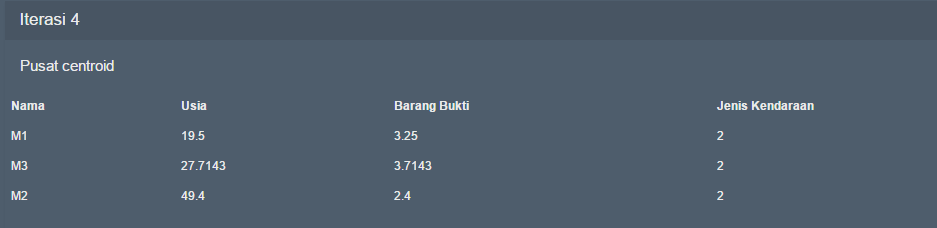 Iterasi 4
Pusat centroid
Nama Usia Barang Bukti Jenis Kendaraan
M1 19.5 3.25 2
M3 27.7143 3.7143 2
M2 49.4 2.4 2